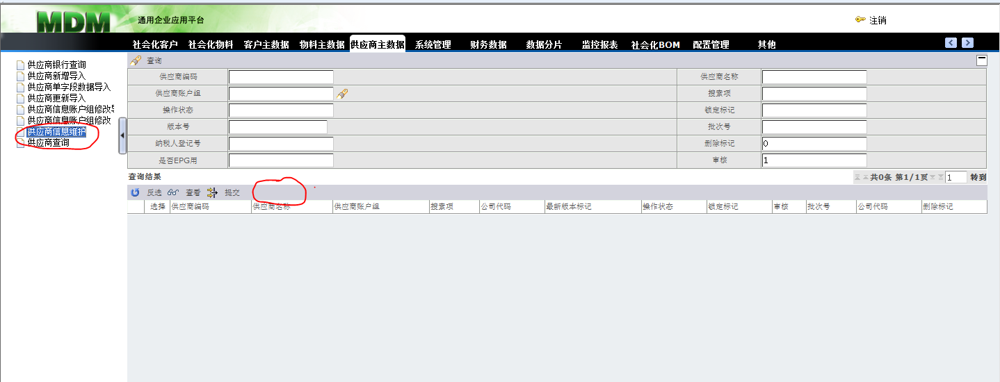 MDM 通用企业应用平台 注销
社会化客户 社会化物料 客户主数据 物料主数据 供应商主数据 系统管理 财务数据 数据分片 监控报表 社会化BOM 配置管理 其他
供应商银行查询
供应商新增导入
供应商单字段数据导入
供应商更新导入
供应商信息账户组修改
供应商信息账户组修改
供应商信息维护
供应商查询
查询
供应商编码 供应商名称
供应商账户组 搜索项
操作状态 锁定标记
版本号 批次号
纳税人登记号 删除标记 0
是否EPG用 审核 1
查询结果 共0条 第1/1页 1 转到
反选 查看 提交
选择 供应商编码 供应商名称 供应商账户组 搜索项 公司代码 最新版本标记 操作状态 锁定标记 审核 批次号 公司代码 删除标记